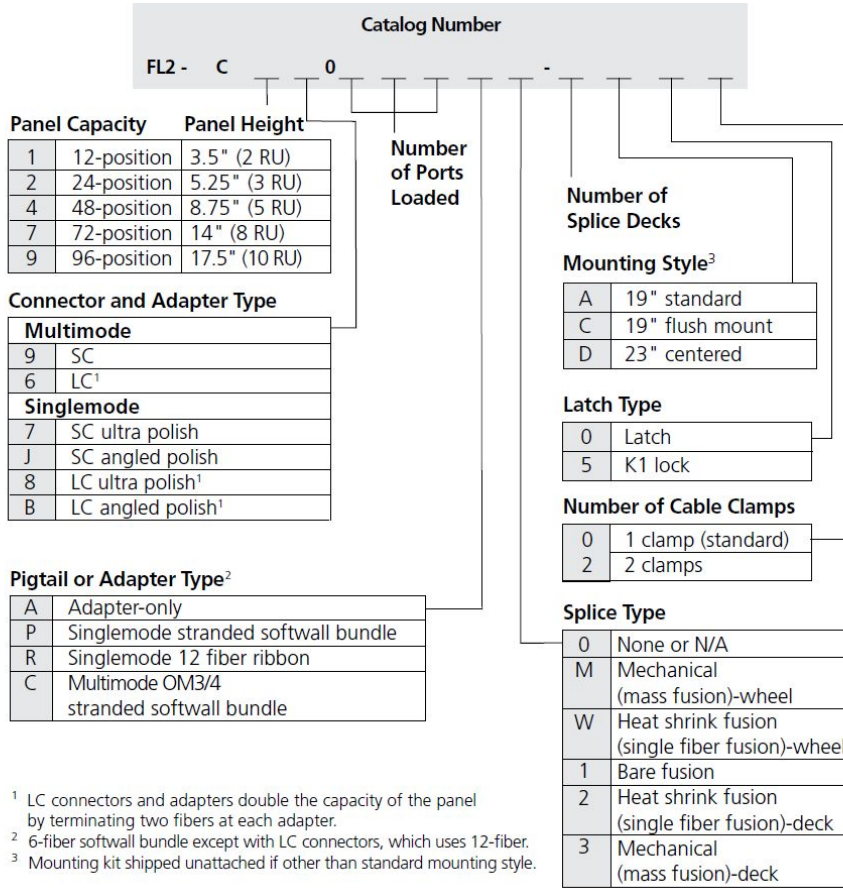 Catalog Number
FL2 - C _ _ 0 _ _ _ _ _ - _ _ _ _
Panel Capacity Panel Height
1 12-position 3.5" (2 RU)
2 24-position 5.25" (3 RU)
4 48-position 8.75" (5 RU)
7 72-position 14" (8 RU)
9 96-position 17.5" (10 RU)
Number
of Ports
Loaded
Connector and Adapter Type
Multimode
9 SC
6 LC¹
Singlemode
7 SC ultra polish
J SC angled polish
8 LC ultra polish¹
B LC angled polish¹
Pigtail or Adapter Type²
A Adapter-only
P Singlemode stranded softwall bundle
R Singlemode 12 fiber ribbon
C Multimode OM3/4
stranded softwall bundle
Number of
Splice Decks
Mounting Style³
A 19" standard
C 19" flush mount
D 23" centered
Latch Type
0 Latch
5 K1 lock
Number of Cable Clamps
0 1 clamp (standard)
2 2 clamps
Splice Type
0 None or N/A
M Mechanical
(mass fusion)-wheel
W Heat shrink fusion
(single fiber fusion)-wheel
1 Bare fusion
2 Heat shrink fusion
(single fiber fusion)-deck
3 Mechanical
(mass fusion)-deck
¹ LC connectors and adapters double the capacity of the panel
by terminating two fibers at each adapter.
² 6-fiber softwall bundle except with LC connectors, which uses 12-fiber.
³ Mounting kit shipped unattached if other than standard mounting style.